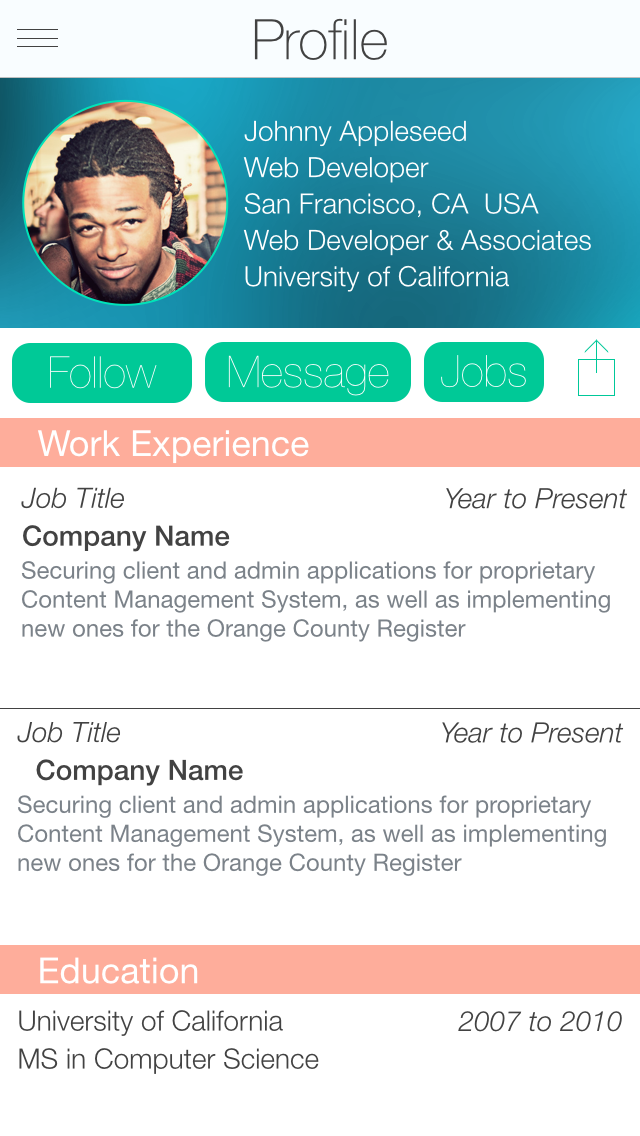 Profile
Johnny Appleseed
Web Developer
San Francisco, CA  USA
Web Developer & Associates
University of California
Follow Message Jobs
Work Experience
Job Title Year to Present
Company Name
Securing client and admin applications for proprietary
Content Management System, as well as implementing
new ones for the Orange County Register
Job Title Year to Present
Company Name
Securing client and admin applications for proprietary
Content Management System, as well as implementing
new ones for the Orange County Register
Education
University of California 2007 to 2010
MS in Computer Science